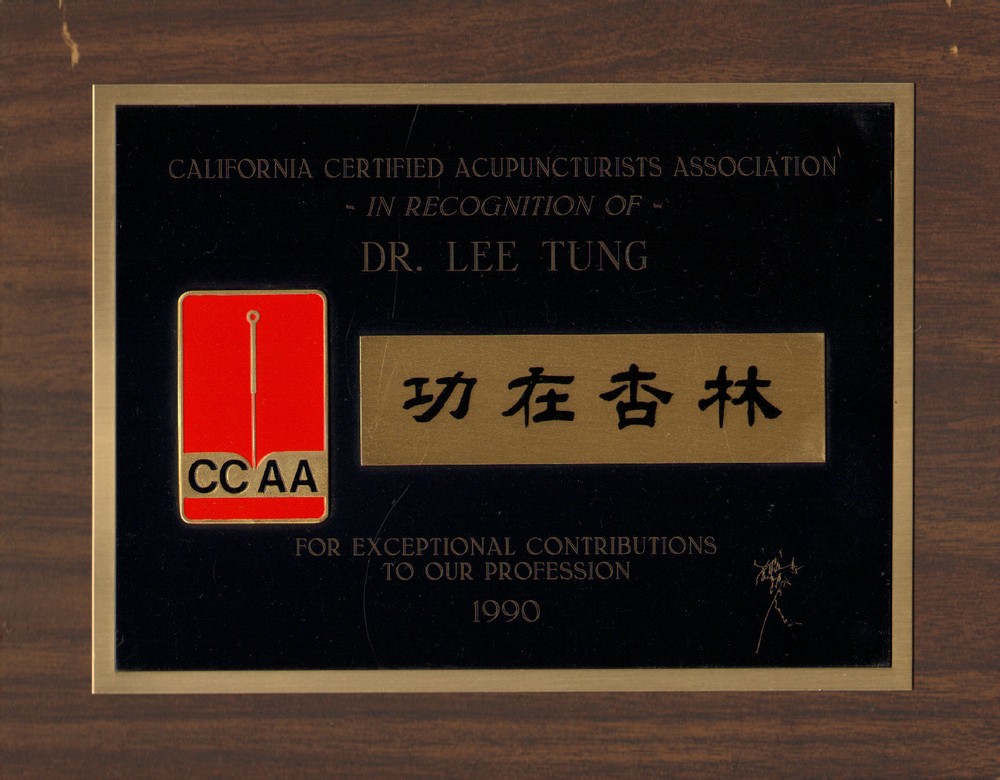 CALIFORNIA CERTIFIED ACUPUNCTURISTS ASSOCIATION
- IN RECOGNITION OF -
DR. LEE TUNG
CCAA
功在杏林
FOR EXCEPTIONAL CONTRIBUTIONS
TO OUR PROFESSION
1990